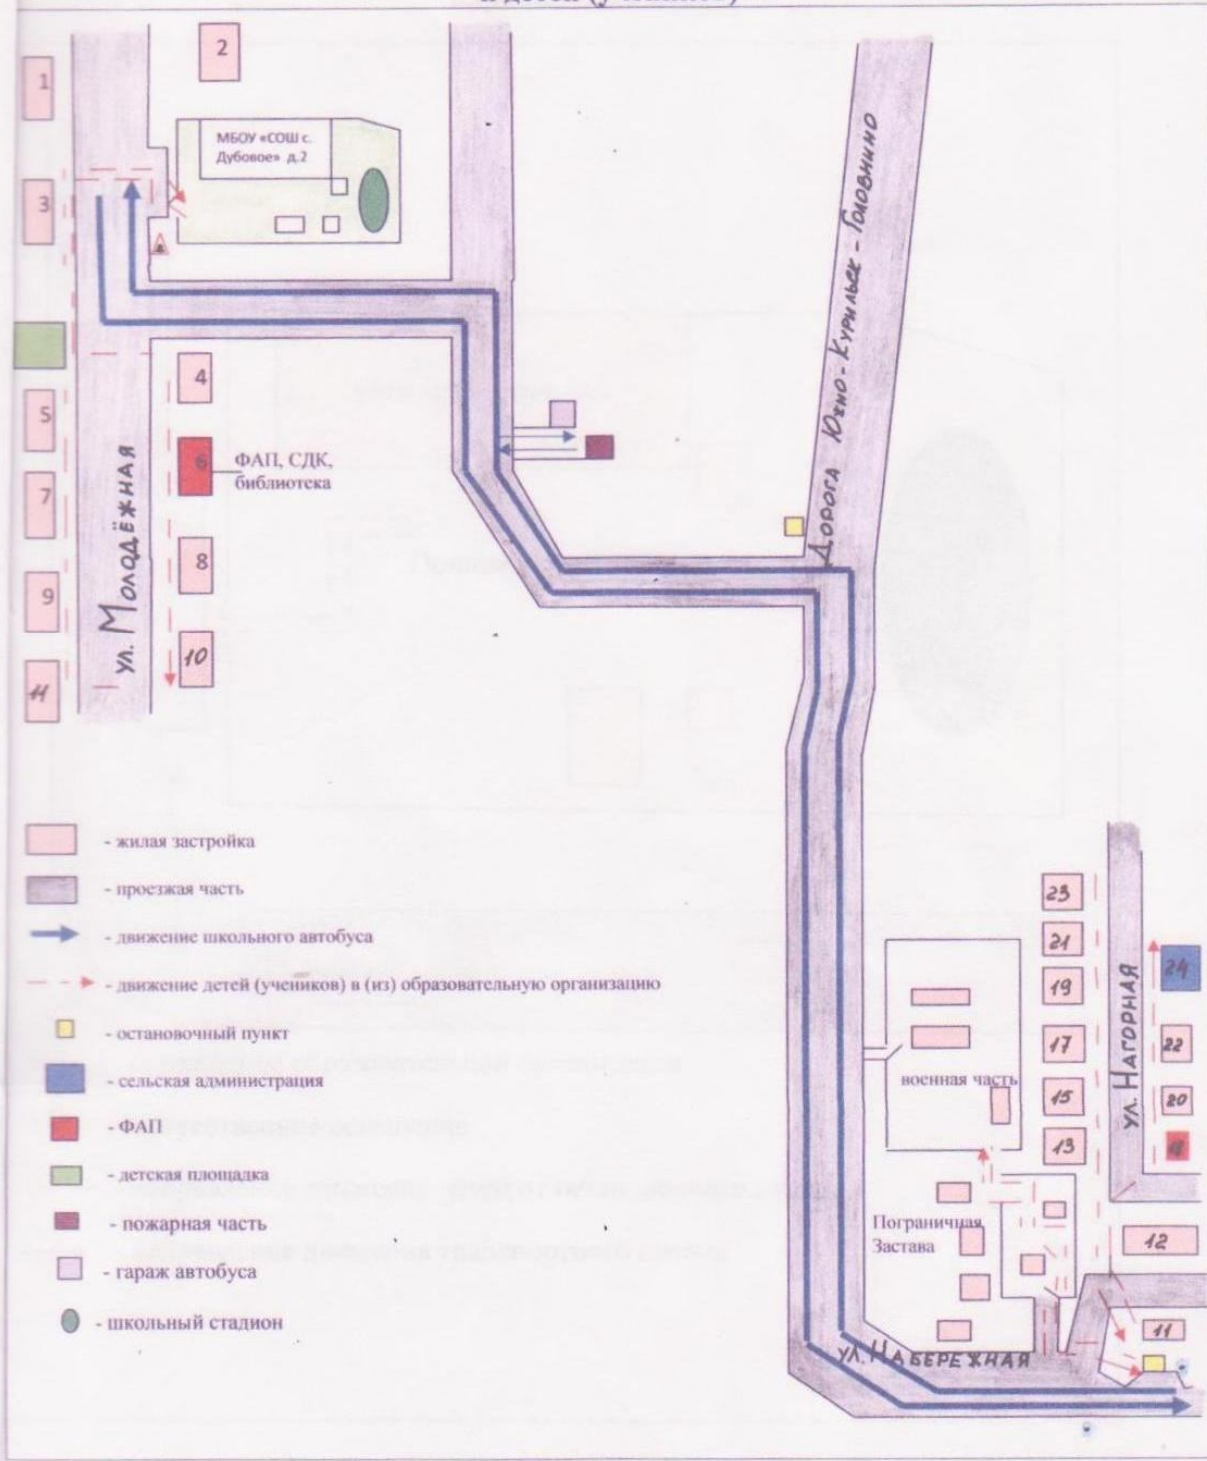 и детей (учеников)
1
2
МБОУ «СОШ с.
Дубовое» д.2
3
4
5
6
ФАП, СДК,
библиотека
7
8
9
10
11
ул. Молодёжная
Дорога Южно-Курильск-Головнино
- жилая застройка
- проезжая часть
- движение школьного автобуса
- движение детей (учеников) в (из) образовательную организацию
- остановочный пункт
- сельская администрация
- ФАП
- детская площадка
- пожарная часть
- гараж автобуса
- школьный стадион
23
21
19
17
15
13
ул. Нагорная
24
22
20
18
12
11
военная часть
Пограничная
Застава
ул. Набережная